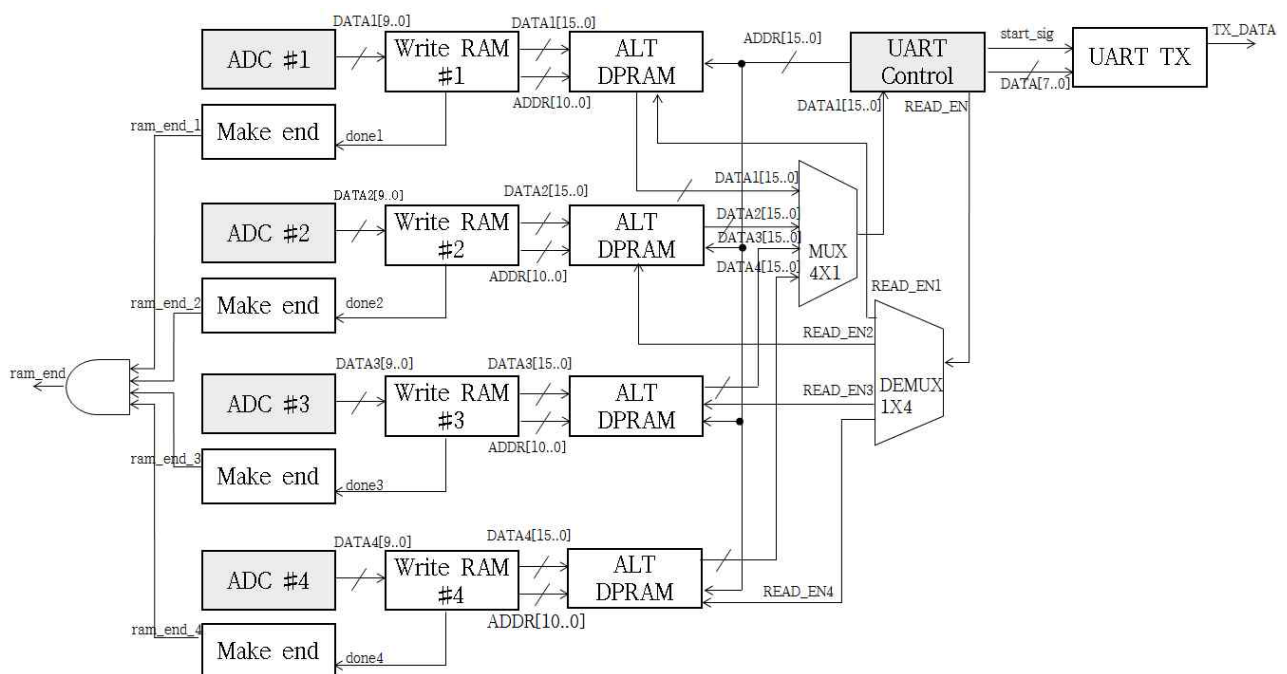 DATA1[9..0]
DATA1[15..0]
ADC #1
Write RAM
#1
ALT
DPRAM
ADDR[10..0]
ADDR[15..0]
UART
Control
start_sig
DATA[7..0]
UART TX
TX_DATA
DATA1[15..0]
READ_EN
ram_end_1
Make end
done1
DATA2[9..0]
DATA2[15..0]
ADC #2
Write RAM
#2
ALT
DPRAM
ADDR[10..0]
DATA1[15..0]
DATA2[15..0]
DATA3[15..0]
DATA4[15..0]
MUX
4X1
READ_EN1
ram_end_2
Make end
done2
READ_EN2
ram_end
DATA3[9..0]
DATA3[15..0]
ADC #3
Write RAM
#3
ALT
DPRAM
ADDR[10..0]
READ_EN3
DEMUX
1X4
ram_end_3
Make end
done3
DATA4[9..0]
DATA4[15..0]
ADC #4
Write RAM
#4
ALT
DPRAM
ADDR[10..0]
READ_EN4
ram_end_4
Make end
done4